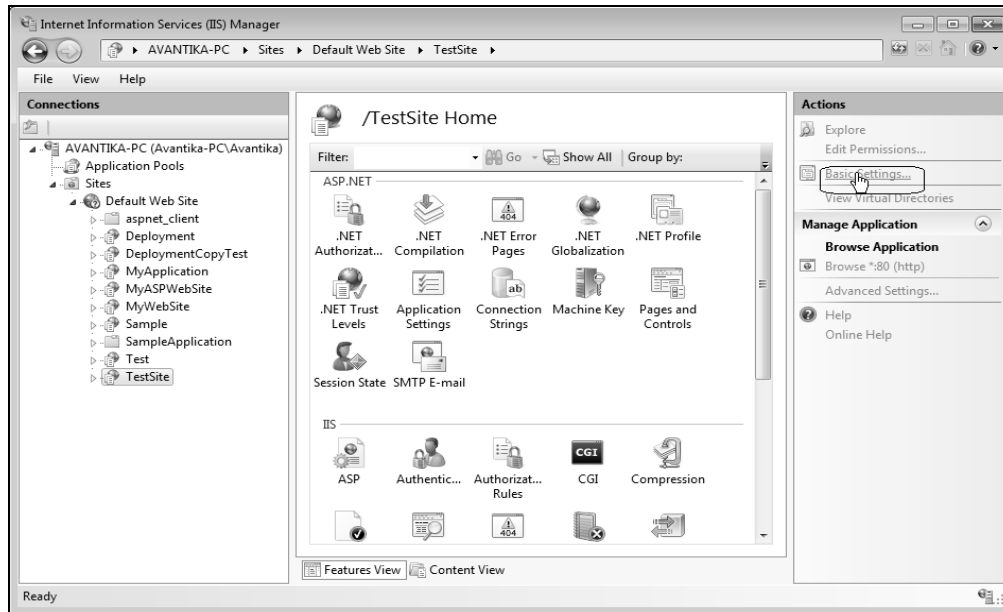 Internet Information Services (IIS) Manager
AVANTIKA-PC Sites Default Web Site TestSite
File View Help
Connections
AVANTIKA-PC (Avantika-PC\Avantika)
Application Pools
Sites
Default Web Site
aspnet_client
Deployment
DeploymentCopyTest
MyApplication
MyASPWebSite
MyWebSite
Sample
SampleApplication
Test
TestSite
/TestSite Home
Filter: Go Show All Group by:
ASP.NET
404
.NET Authorizat...
.NET Compilation
.NET Error Pages
.NET Globalization
.NET Profile
ab
.NET Trust Levels
Application Settings
Connection Strings
Machine Key
Pages and Controls
Session State
SMTP E-mail
IIS
CGI
ASP
Authentic...
Authorizat... Rules
CGI
Compression
404
Features View Content View
Actions
Explore
Edit Permissions...
Basic Settings...
View Virtual Directories
Manage Application
Browse Application
Browse *:80 (http)
Advanced Settings...
Help
Online Help
Ready